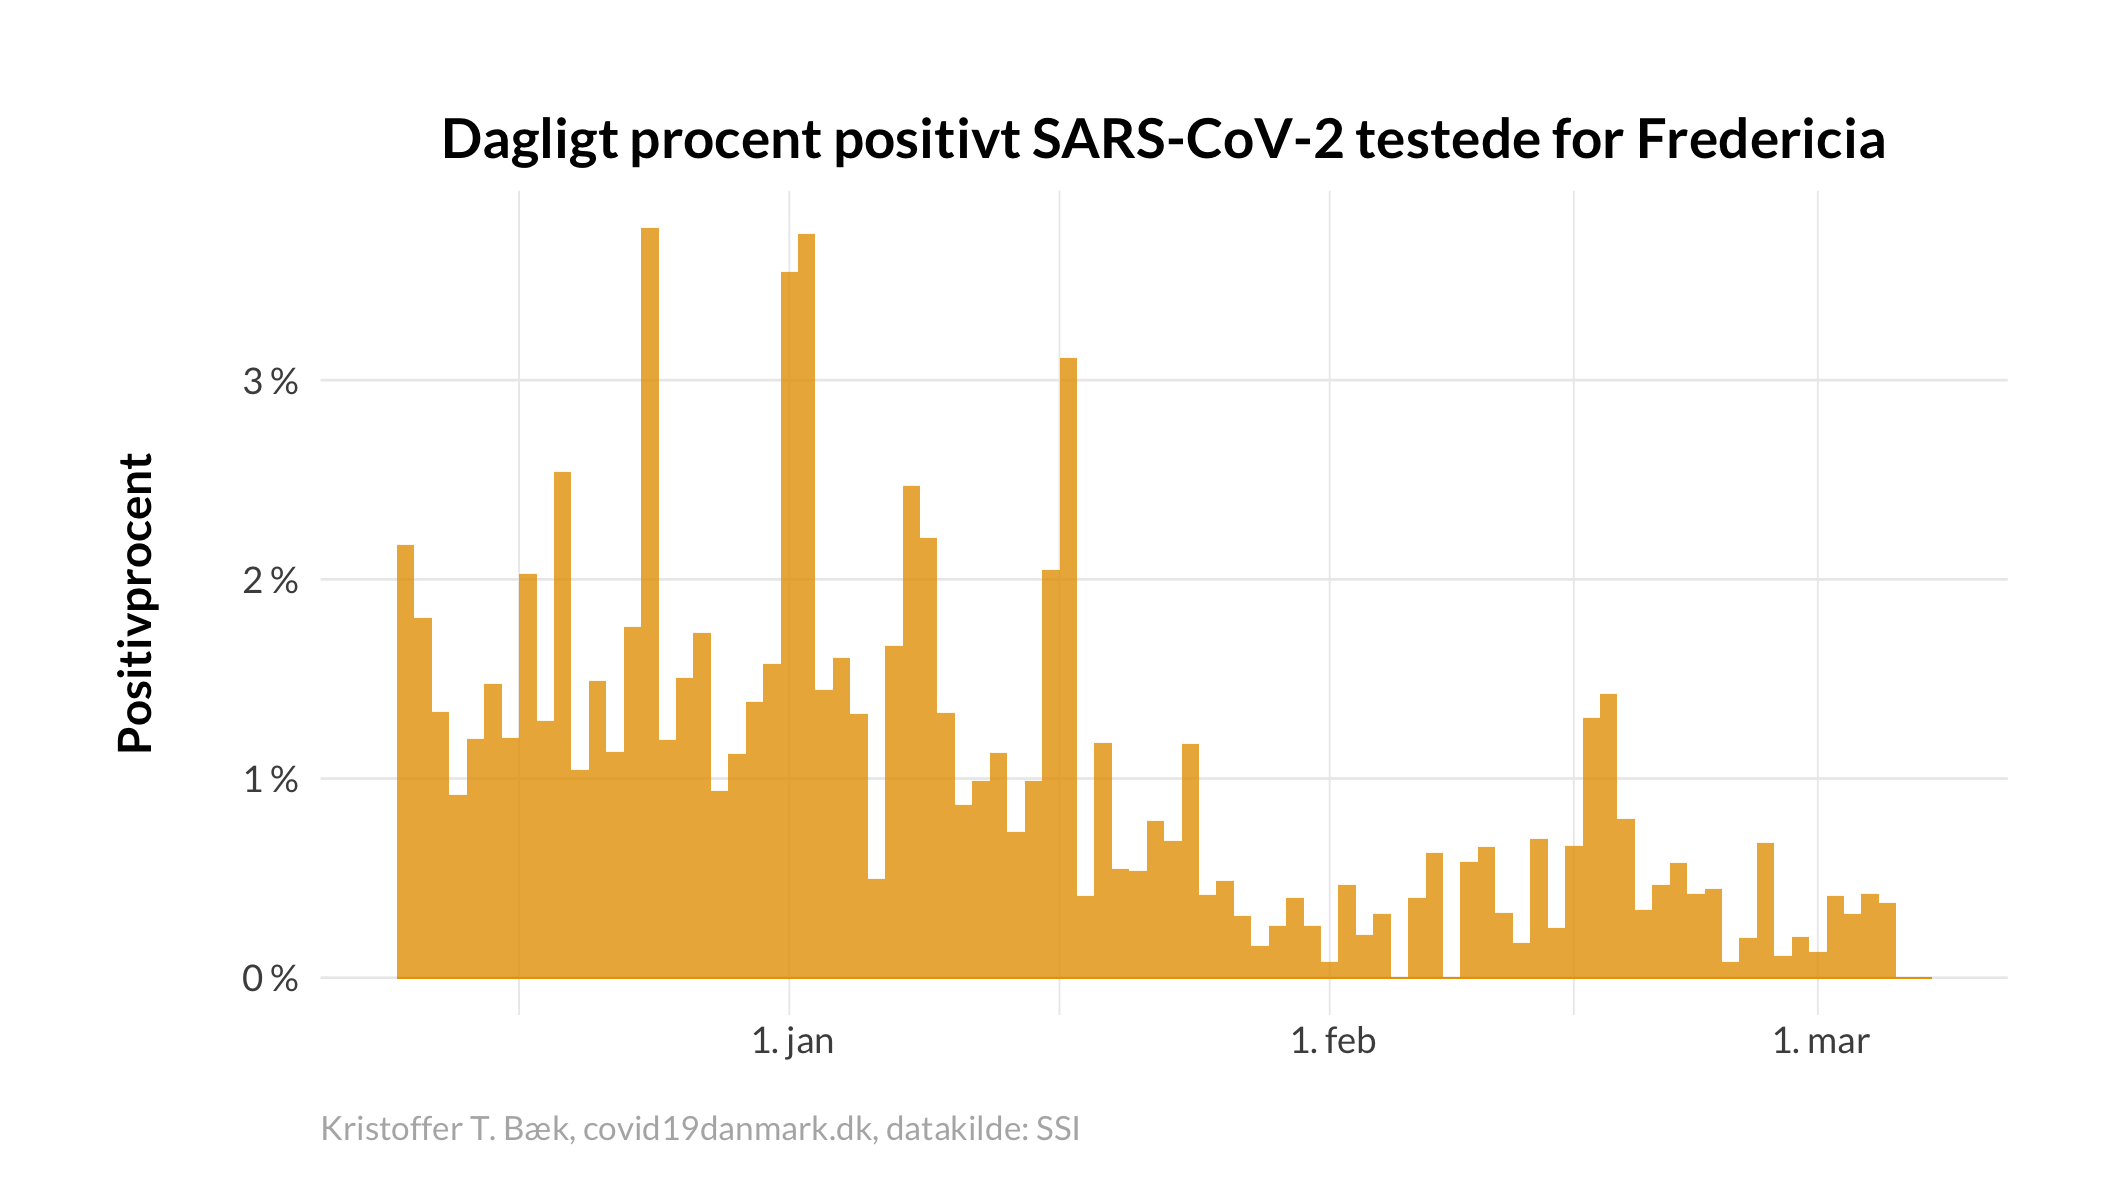 Dagligt procent positivt SARS-CoV-2 testede for Fredericia
Positivprocent
3 %
2 %
1 %
0 %
1. jan
1. feb
1. mar
Kristoffer T. Bæk, covid19danmark.dk, datakilde: SSI